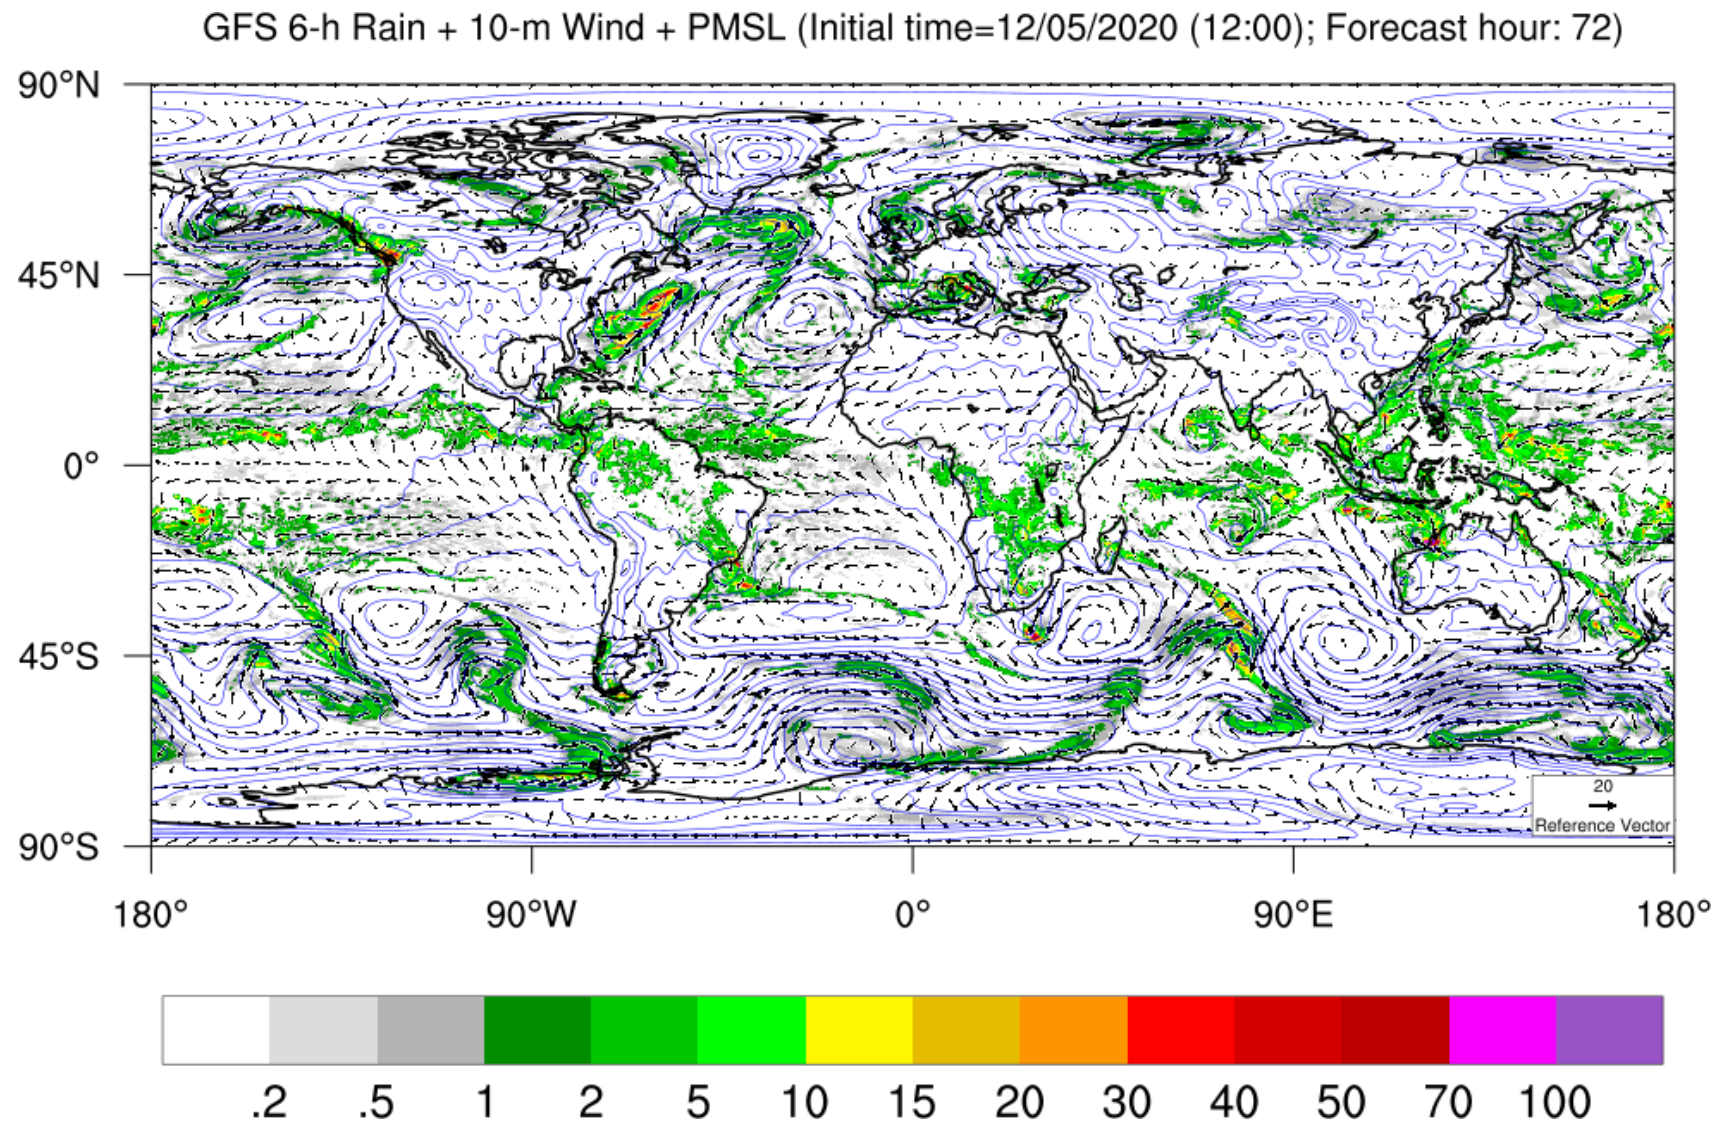 GFS 6-h Rain + 10-m Wind + PMSL (Initial time=12/05/2020 (12:00); Forecast hour: 72)
90°N
45°N
0°
45°S
90°S
20
Reference Vector
180° 90°W 0° 90°E 180°
.2 .5 1 2 5 10 15 20 30 40 50 70 100